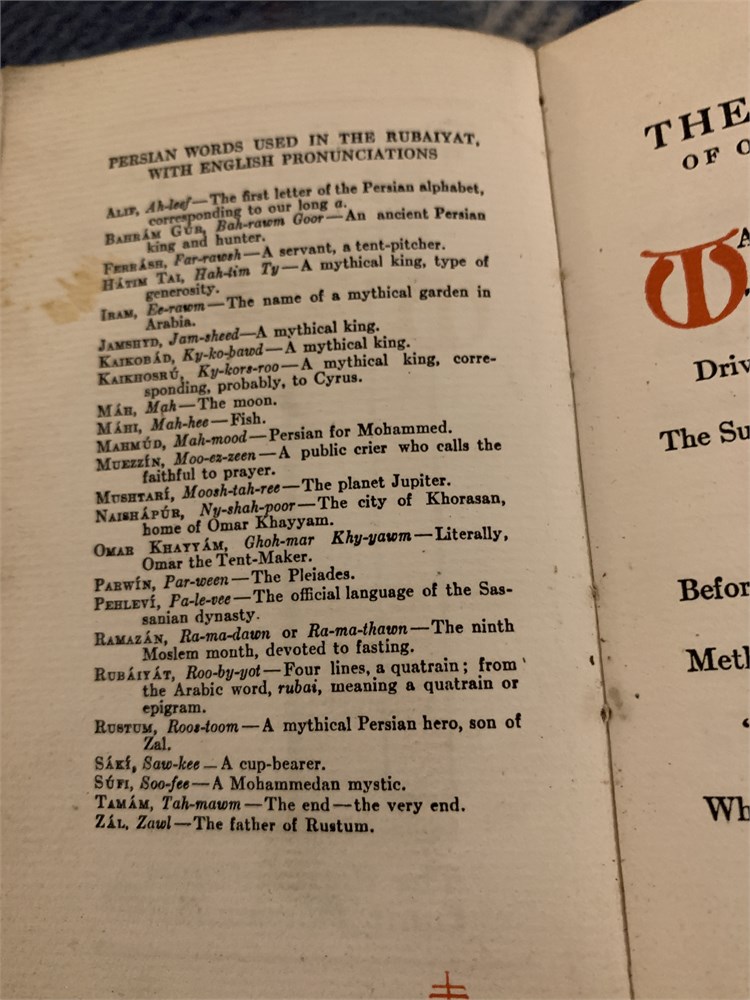 PERSIAN WORDS USED IN THE RUBAIYAT,
WITH ENGLISH PRONUNCIATIONS
ALIF, Ah-leef—The first letter of the Persian alphabet,
corresponding to our long a.
BAHRÁM GÚR, Bah-rawm Goor—An ancient Persian
king and hunter.
FERRÁSH, Far-rawsh—A servant, a tent-pitcher.
HÁTIM TAI, Hah-tim Ty—A mythical king, type of
generosity.
IRAM, Ee-rawm—The name of a mythical garden in
Arabia.
JAMSHYD, Jam-sheed—A mythical king.
KAIKOBÁD, Ky-ko-bawd—A mythical king.
KAIKHOSRÚ, Ky-kors-roo—A mythical king, corre-
sponding, probably, to Cyrus.
MÁH, Mah—The moon.
MÁHI, Mah-hee—Fish.
MAHMÚD, Mah-mood—Persian for Mohammed.
MUEZZÍN, Moo-ez-zeen—A public crier who calls the
faithful to prayer.
MUSHTARÍ, Moosh-tah-ree—The planet Jupiter.
NAISHÁPÚR, Ny-shah-poor—The city of Khorasan,
home of Omar Khayyam.
OMAR KHAYYÁM, Ghoh-mar Khy-yawm—Literally,
Omar the Tent-Maker.
PARWÍN, Par-ween—The Pleiades.
PEHLEVÍ, Pa-le-vee—The official language of the Sas-
sanian dynasty.
RAMAZÁN, Ra-ma-dawn or Ra-ma-thawn—The ninth
Moslem month, devoted to fasting.
RUBÁIYÁT, Roo-by-yot—Four lines, a quatrain; from
the Arabic word, rubai, meaning a quatrain or
epigram.
RUSTUM, Roos-toom—A mythical Persian hero, son of
Zal.
SÁKÍ, Saw-kee—A cup-bearer.
SÚFI, Soo-fee—A Mohammedan mystic.
TAMÁM, Tah-mawm—The end—the very end.
ZÁL, Zawl—The father of Rustum.
THE
OF O
W
Driv
The Su
Befor
Meth
Wh